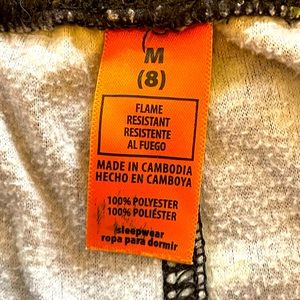 M
(8)
FLAME
RESISTANT
RESISTENTE
AL FUEGO
MADE IN CAMBODIA
HECHO EN CAMBOYA
100% POLYESTER
100% POLIÉSTER
sleepwear
ropa para dormir